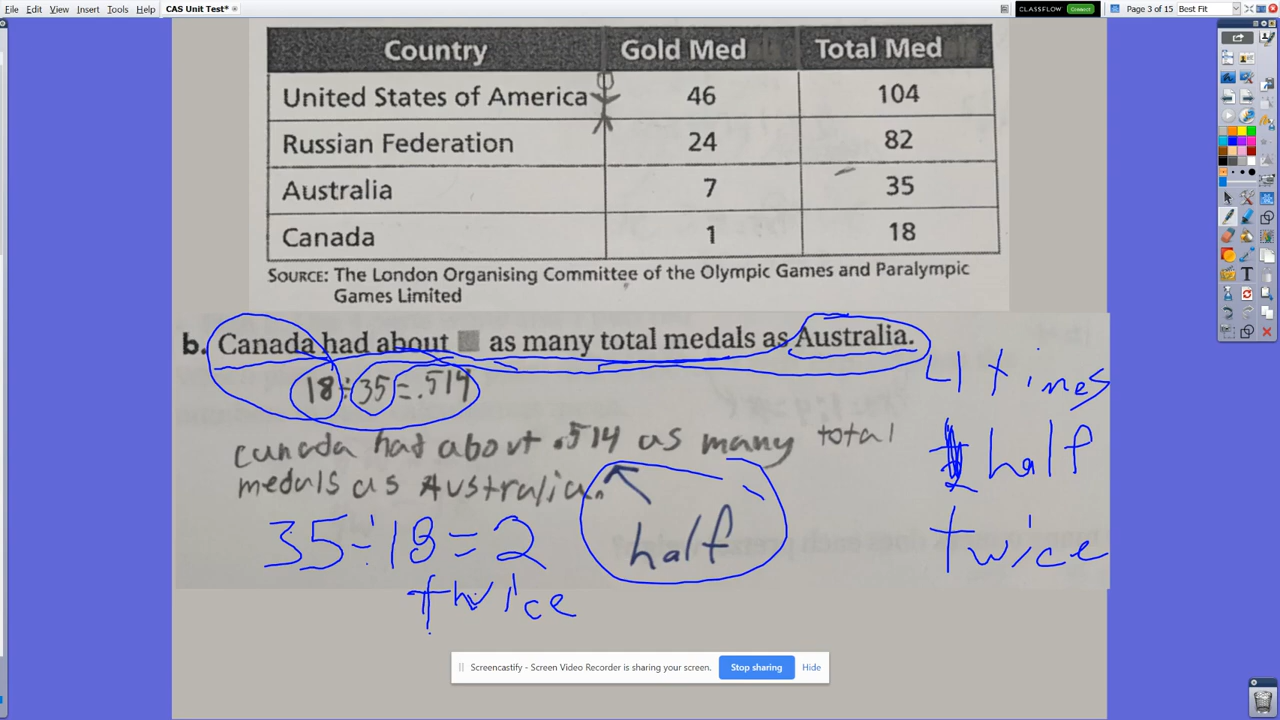 File Edit View Insert Tools Help CAS Unit Test* CLASSFLOW Connect Page 3 of 15 Best Fit
Country Gold Med Total Med
United States of America 46 104
Russian Federation 24 82
Australia 7 35
Canada 1 18
SOURCE: The London Organising Committee of the Olympic Games and Paralympic
Games Limited
b. Canada had about as many total medals as Australia.
18÷35=.514
4 times
canada had about .514 as many total
half
medals as Australia.
35÷18=2
half
twice
twice
Screencastify - Screen Video Recorder is sharing your screen. Stop sharing Hide